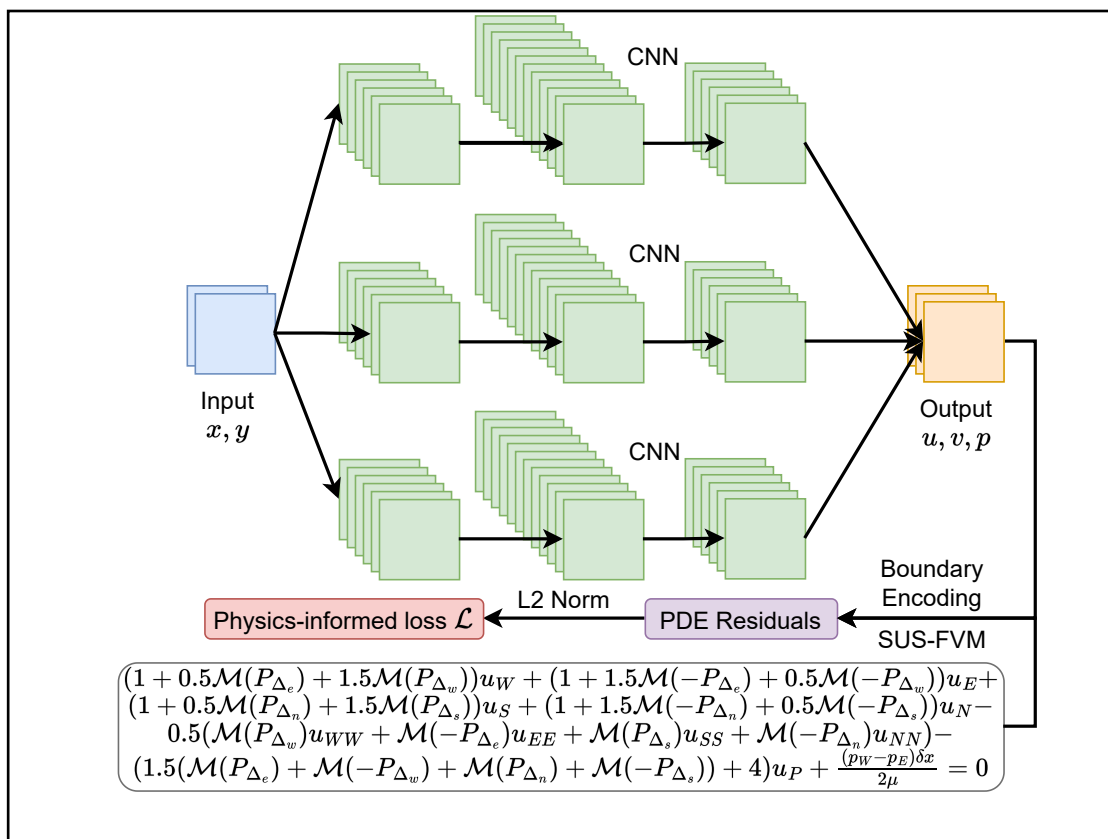 CNN
CNN
Input
x, y
Output
u, v, p
CNN
Boundary
Encoding
L2 Norm
Physics-informed loss ℒ
PDE Residuals
SUS-FVM
(1 + 0.5ℳ(P_{Δ_e}) + 1.5ℳ(P_{Δ_w}))u_W + (1 + 1.5ℳ(−P_{Δ_e}) + 0.5ℳ(−P_{Δ_w}))u_E +
(1 + 0.5ℳ(P_{Δ_n}) + 1.5ℳ(P_{Δ_s}))u_S + (1 + 1.5ℳ(−P_{Δ_n}) + 0.5ℳ(−P_{Δ_s}))u_N −
0.5(ℳ(P_{Δ_w})u_{WW} + ℳ(−P_{Δ_e})u_{EE} + ℳ(P_{Δ_s})u_{SS} + ℳ(−P_{Δ_n})u_{NN}) −
(1.5(ℳ(P_{Δ_e}) + ℳ(−P_{Δ_w}) + ℳ(P_{Δ_n}) + ℳ(−P_{Δ_s})) + 4)u_P + \frac{(p_W − p_E)δx}{2μ} = 0